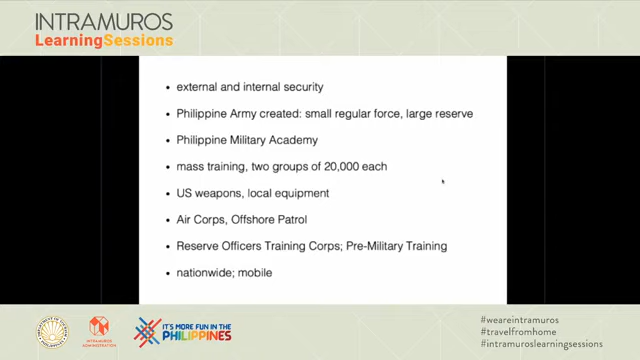 INTRAMUROS
LearningSessions
• external and internal security
• Philippine Army created: small regular force, large reserve
• Philippine Military Academy
• mass training, two groups of 20,000 each
• US weapons, local equipment
• Air Corps, Offshore Patrol
• Reserve Officers Training Corps; Pre-Military Training
• nationwide; mobile
INTRAMUROS
ADMINISTRATION
IT'S MORE FUN IN THE
PHILIPPINES
#weareintramuros
#travelfromhome
#intramuroslearningsessions